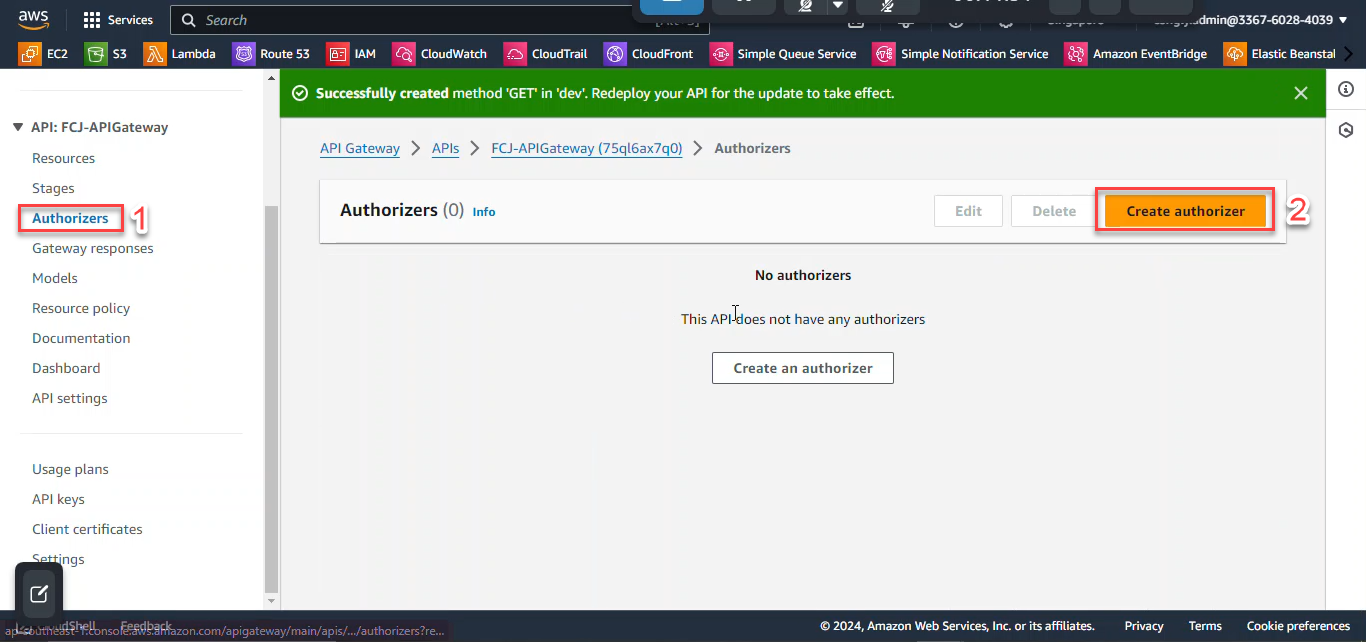 aws
Services
Search
[Alt+S]
Singapore
admin@3367-6028-4039
EC2
S3
Lambda
Route 53
IAM
CloudWatch
CloudTrail
CloudFront
Simple Queue Service
Simple Notification Service
Amazon EventBridge
Elastic Beanstal
Successfully created method 'GET' in 'dev'. Redeploy your API for the update to take effect.
API: FCJ-APIGateway
Resources
Stages
Authorizers
1
Gateway responses
Models
Resource policy
Documentation
Dashboard
API settings
Usage plans
API keys
Client certificates
Settings
API Gateway
APIs
FCJ-APIGateway (75ql6ax7q0)
Authorizers
Authorizers (0) Info
Edit
Delete
Create authorizer
2
No authorizers
This API does not have any authorizers
Create an authorizer
Feedback
ap-southeast-1.console.aws.amazon.com/apigateway/main/apis/.../authorizers?re...
© 2024, Amazon Web Services, Inc. or its affiliates.
Privacy
Terms
Cookie preferences